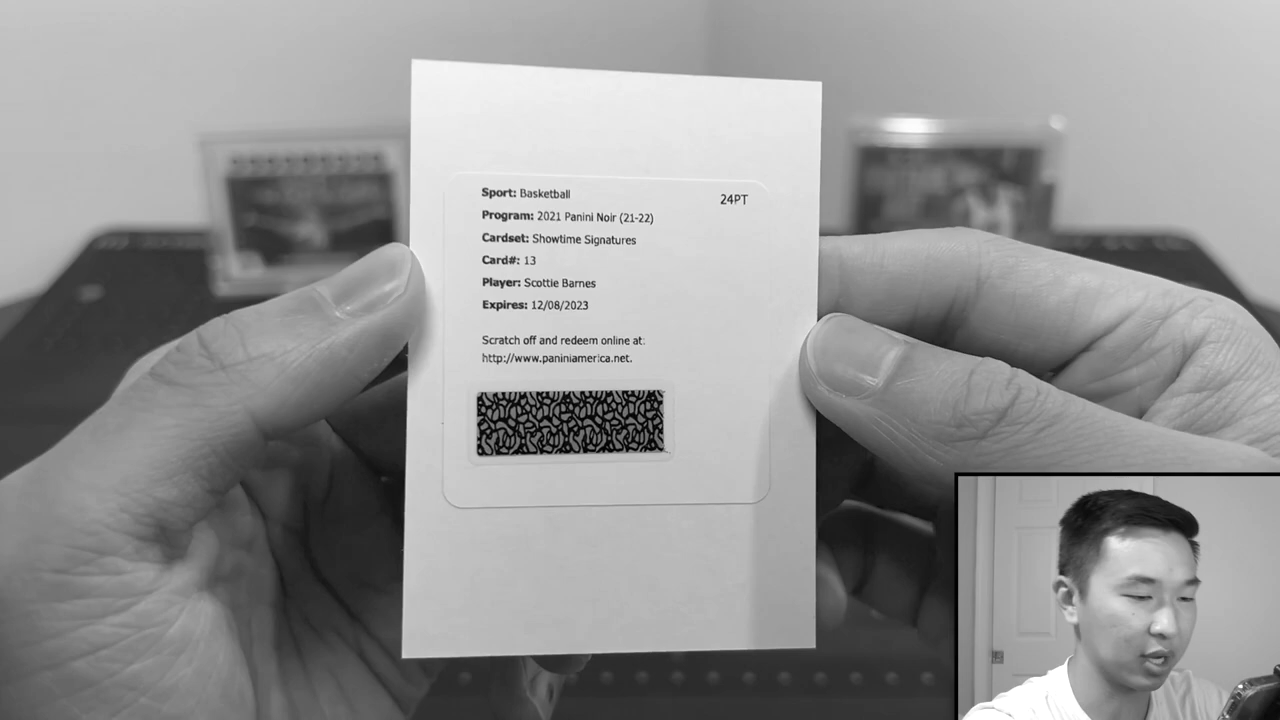 Sport: Basketball
24PT
Program: 2021 Panini Noir (21-22)
Cardset: Showtime Signatures
Card#: 13
Player: Scottie Barnes
Expires: 12/08/2023
Scratch off and redeem online at:
http://www.paniniamerica.net.